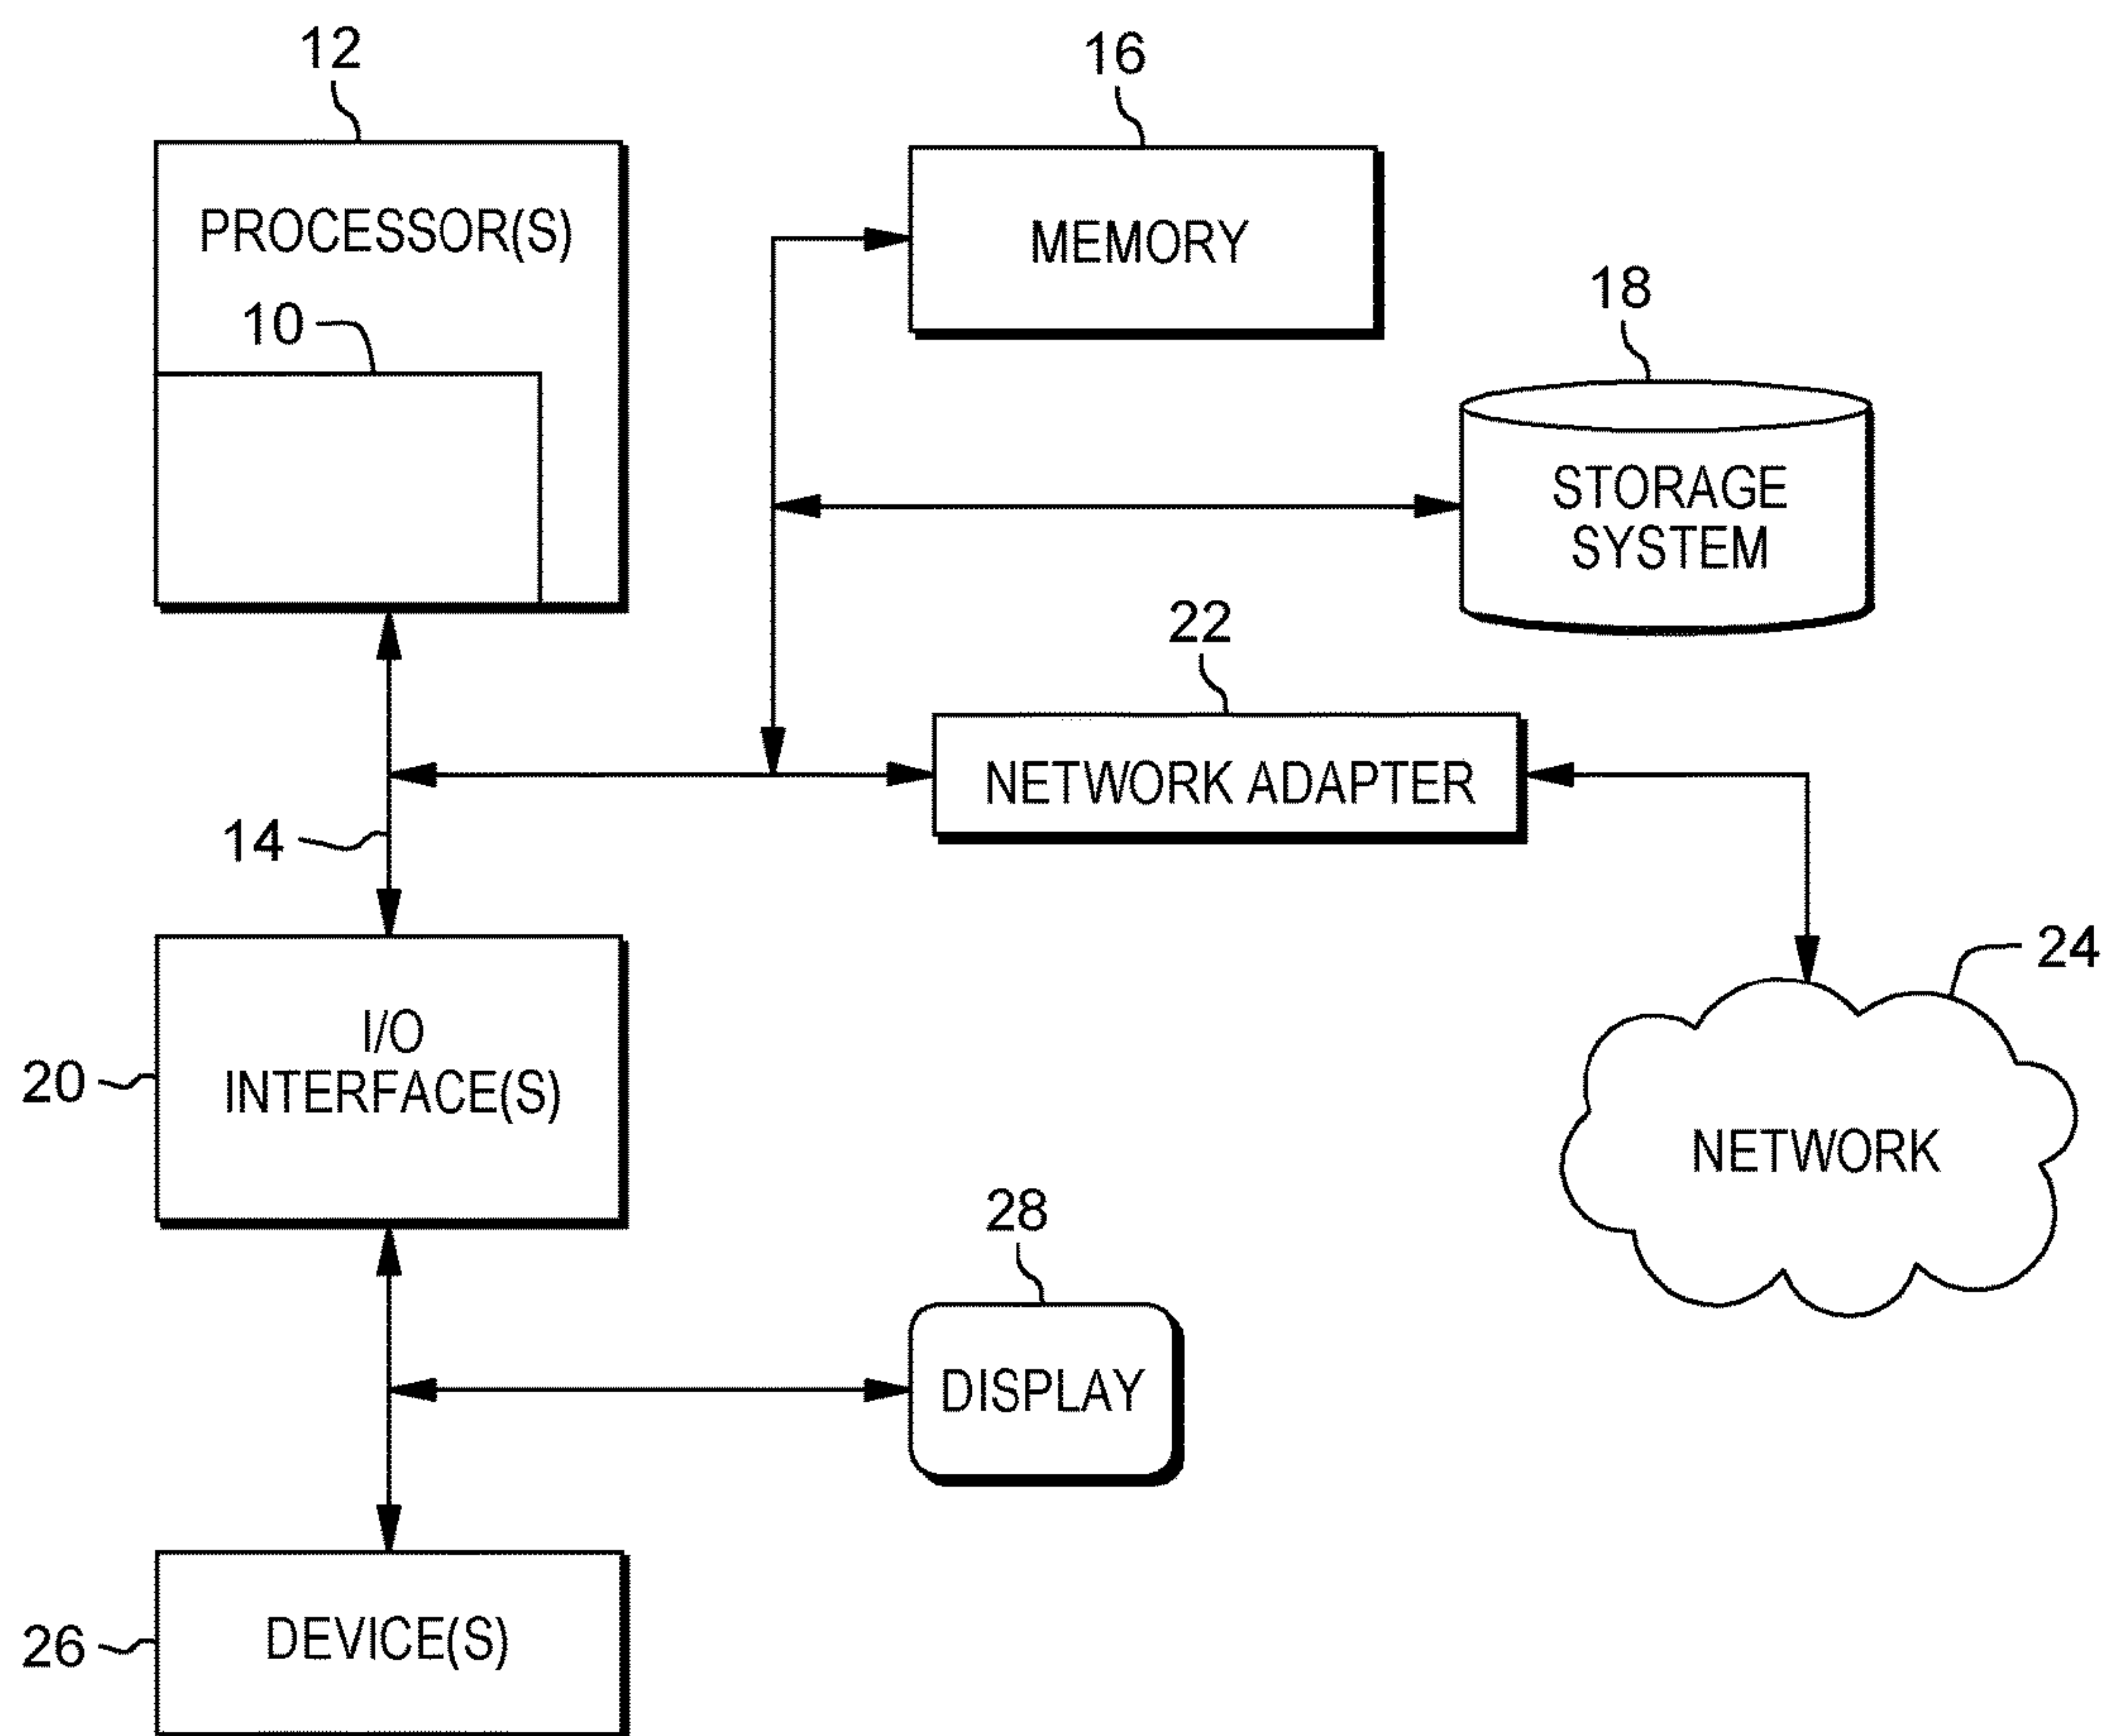 12
PROCESSOR(S)
10
16
MEMORY
18
STORAGE
SYSTEM
22
NETWORK ADAPTER
14
24
NETWORK
20
I/O
INTERFACE(S)
28
DISPLAY
26
DEVICE(S)